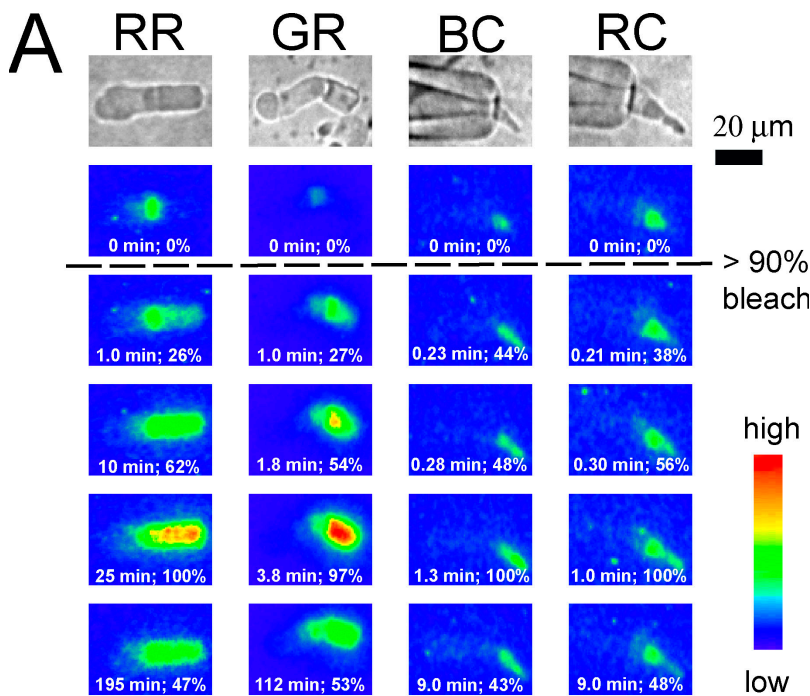 A
RR GR BC RC
20 μm
0 min; 0% 0 min; 0% 0 min; 0% 0 min; 0%
> 90%
bleach
1.0 min; 26% 1.0 min; 27% 0.23 min; 44% 0.21 min; 38%
10 min; 62% 1.8 min; 54% 0.28 min; 48% 0.30 min; 56%
high
25 min; 100% 3.8 min; 97% 1.3 min; 100% 1.0 min; 100%
195 min; 47% 112 min; 53% 9.0 min; 43% 9.0 min; 48%
low